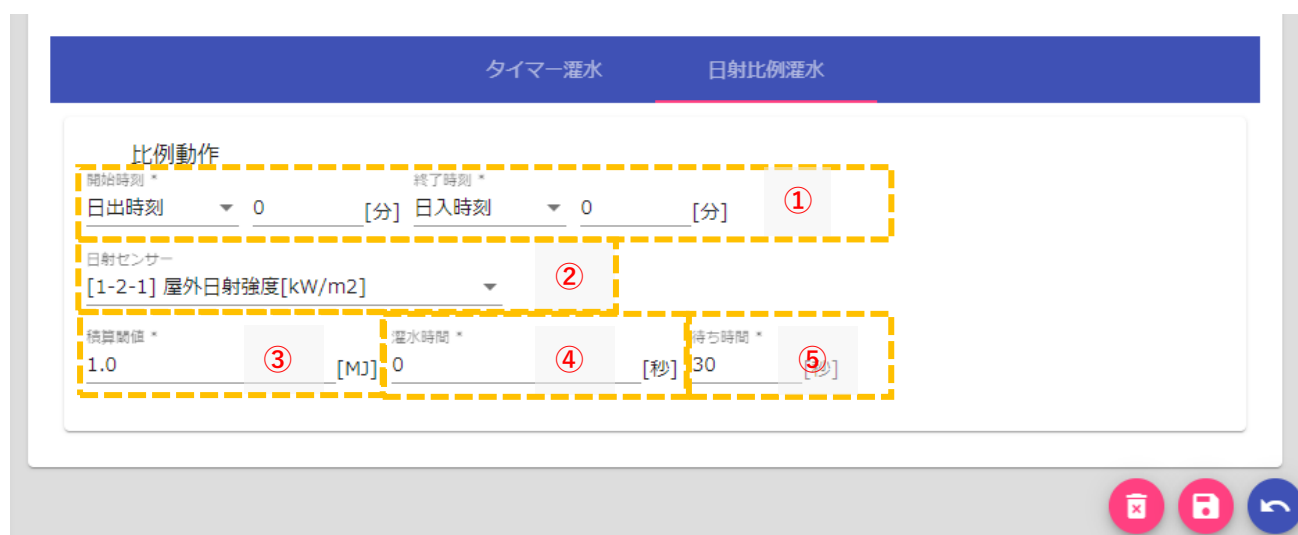 タイマー灌水 日射比例灌水
比例動作
開始時刻 * 終了時刻 *
日出時刻 0 [分] 日入時刻 0 [分] ①
日射センサー
[1-2-1] 屋外日射強度[kW/m2] ②
積算閾値 * 灌水時間 * 待ち時間 *
1.0 [MJ] ③ 0 [秒] ④ 30 [秒] ⑤